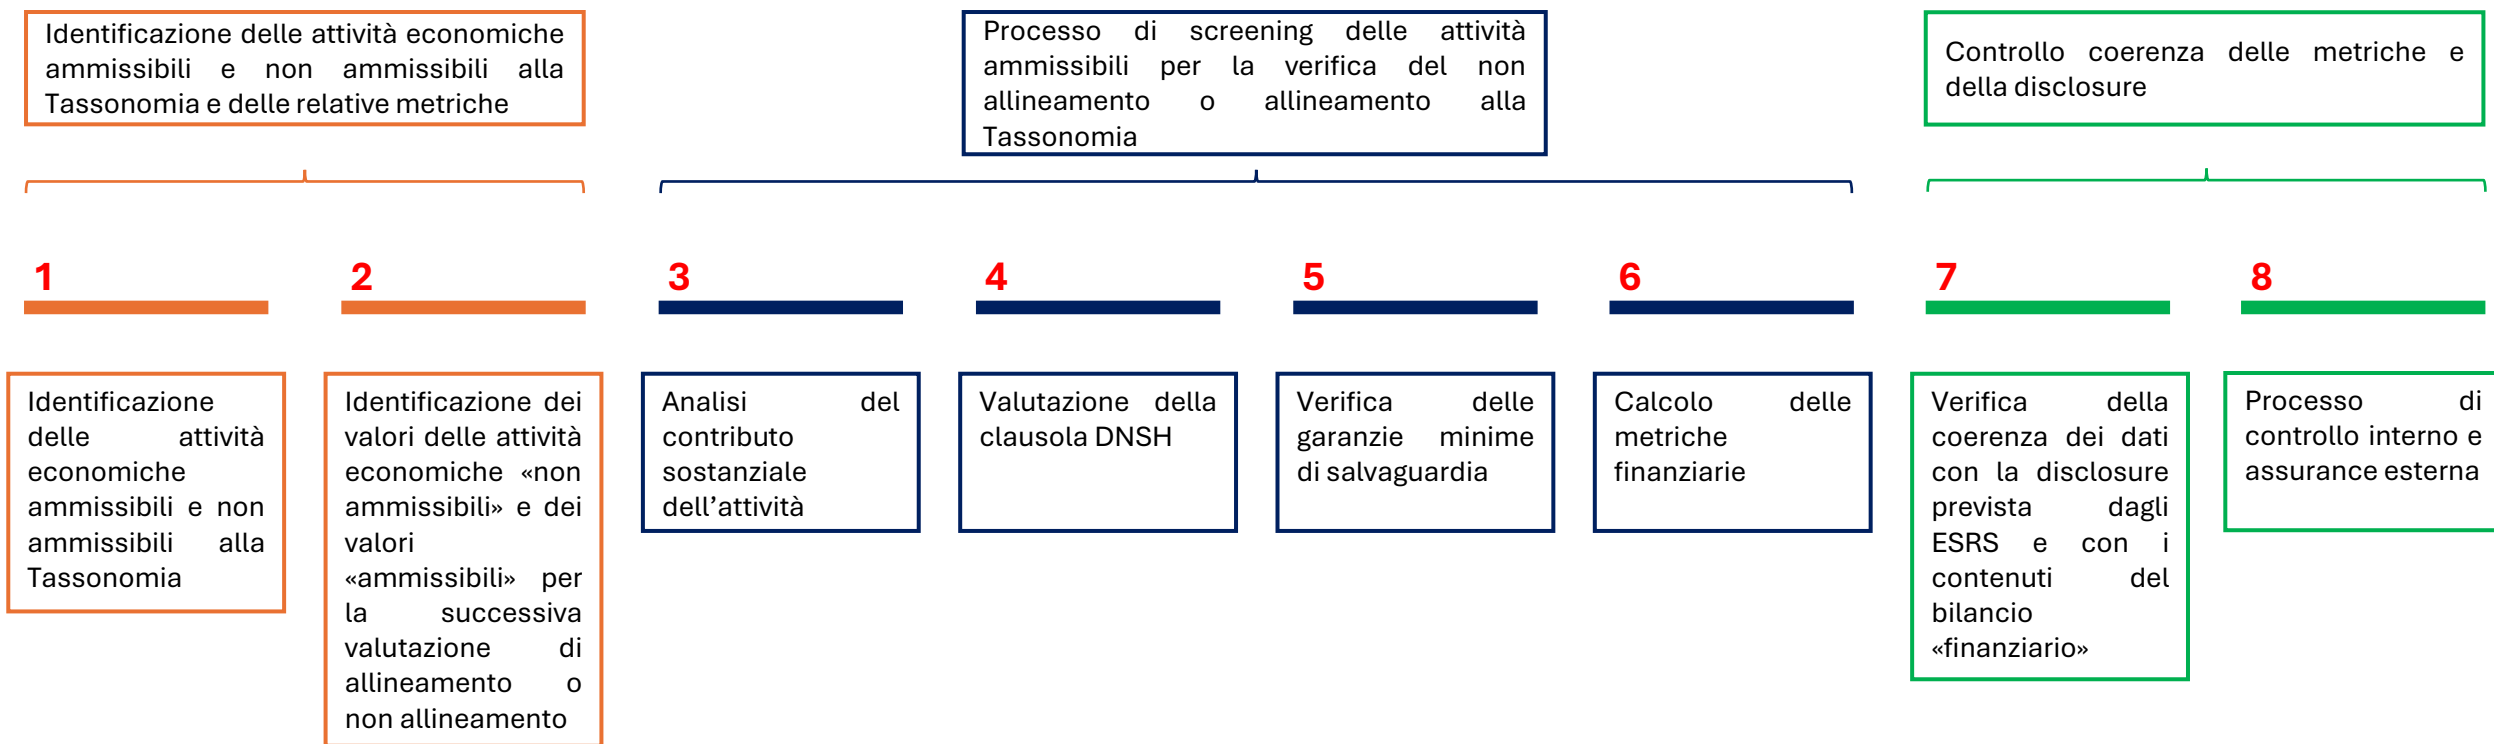 Identificazione delle attività economiche
ammissibili e non ammissibili alla
Tassonomia e delle relative metriche
Processo di screening delle attività
ammissibili per la verifica del non
allineamento o allineamento alla
Tassonomia
Controllo coerenza delle metriche e
della disclosure
1
2
3
4
5
6
7
8
Identificazione
delle attività
economiche
ammissibili e non
ammissibili alla
Tassonomia
Identificazione dei
valori delle attività
economiche «non
ammissibili» e dei
valori
«ammissibili» per
la successiva
valutazione di
allineamento o
non allineamento
Analisi del
contributo
sostanziale
dell’attività
Valutazione della
clausola DNSH
Verifica delle
garanzie minime
di salvaguardia
Calcolo delle
metriche
finanziarie
Verifica della
coerenza dei dati
con la disclosure
prevista dagli
ESRS e con i
contenuti del
bilancio
«finanziario»
Processo di
controllo interno e
assurance esterna